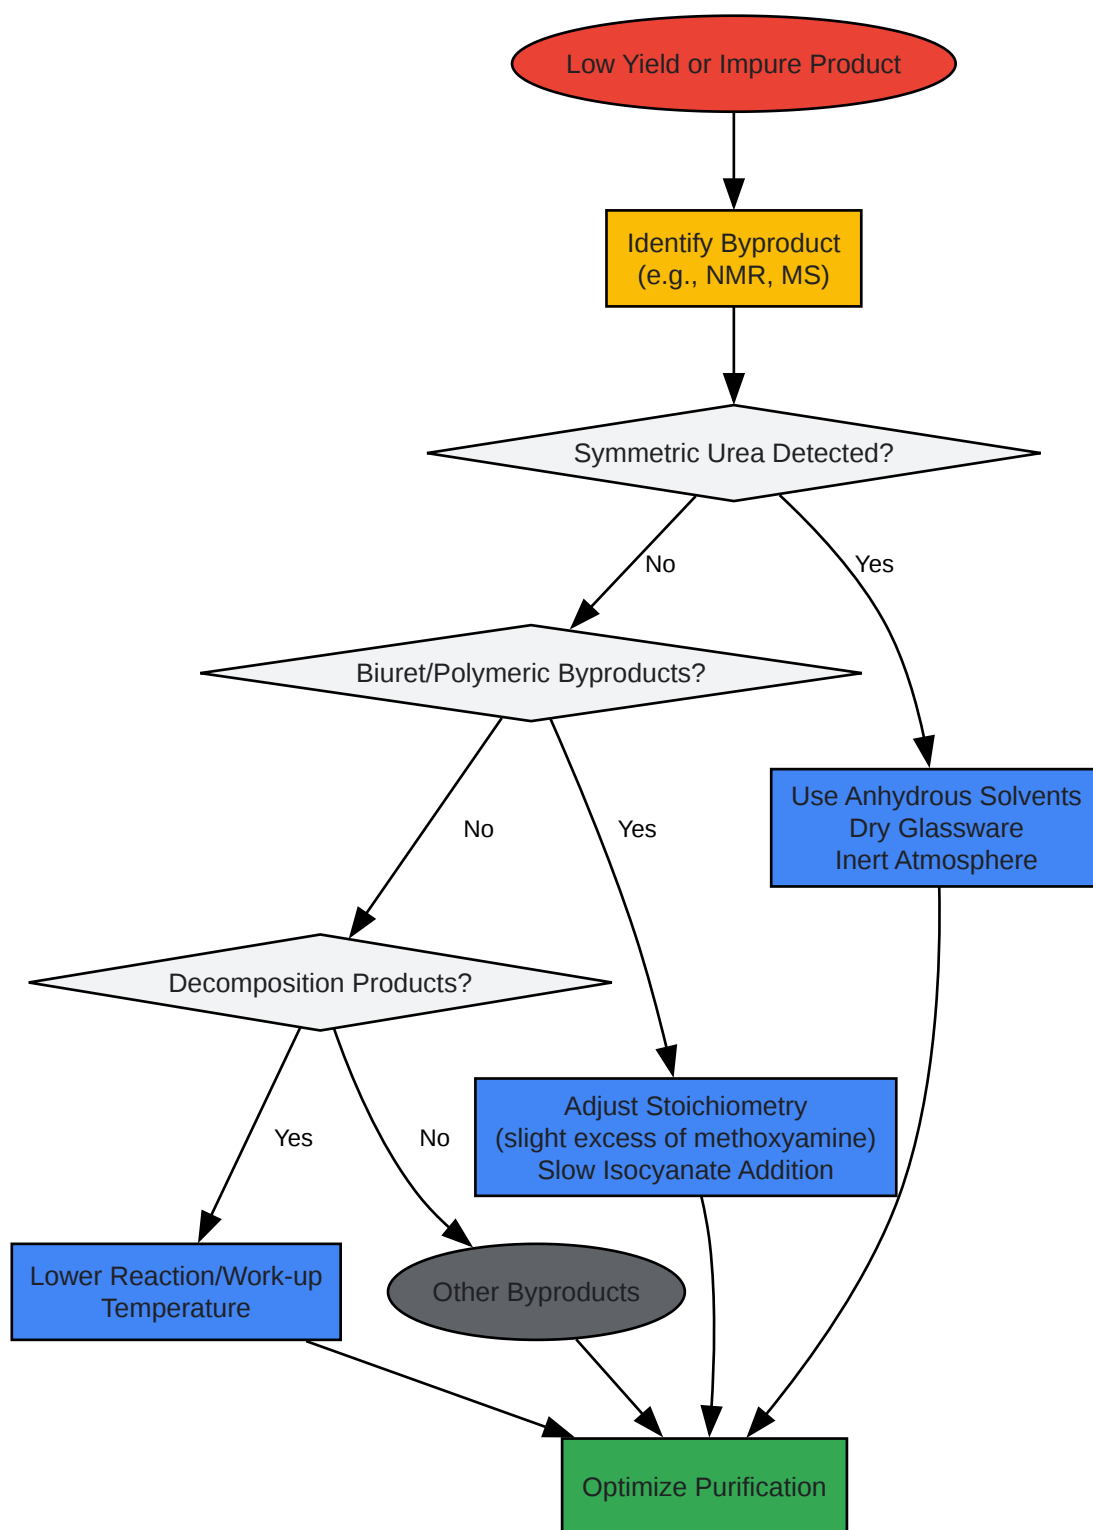 Low Yield or Impure Product
Identify Byproduct
(e.g., NMR, MS)
Symmetric Urea Detected?
No
Yes
Biuret/Polymeric Byproducts?
Use Anhydrous Solvents
Dry Glassware
Inert Atmosphere
No
Yes
Decomposition Products?
Adjust Stoichiometry
(slight excess of methoxyamine)
Slow Isocyanate Addition
Yes
No
Lower Reaction/Work-up
Temperature
Other Byproducts
Optimize Purification